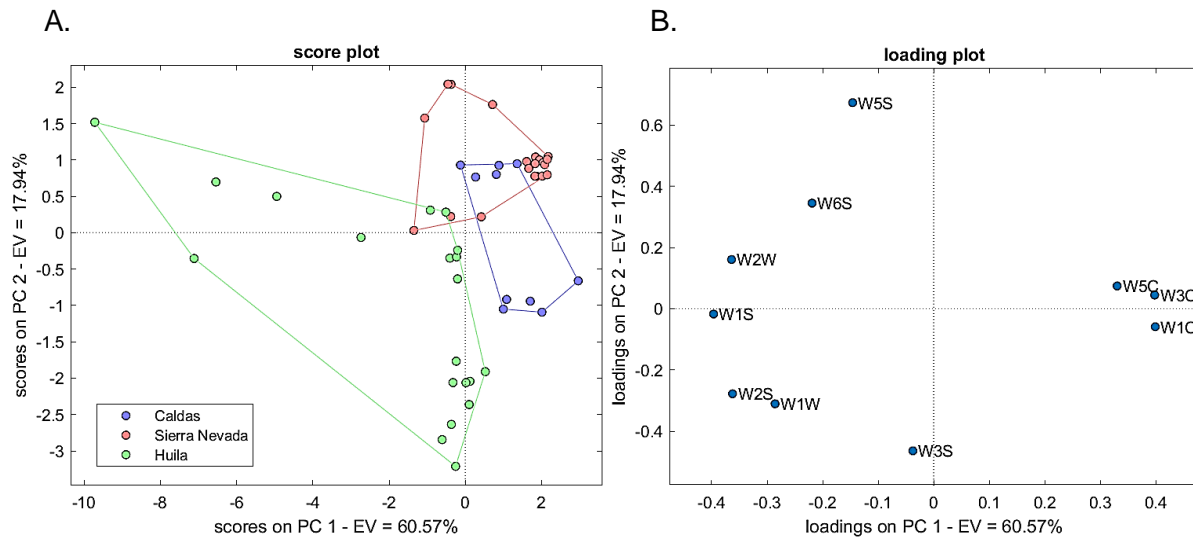 A.
score plot
2
1.5
1
0.5
0
-0.5
-1
-1.5
-2
-2.5
-3
scores on PC 2 - EV = 17.94%
Caldas
Sierra Nevada
Huila
-10 -8 -6 -4 -2 0 2
scores on PC 1 - EV = 60.57%
B.
loading plot
0.6
0.4
0.2
0
-0.2
-0.4
loadings on PC 2 - EV = 17.94%
W5S
W6S
W2W
W5C
W3C
W1S
W1C
W2S
W1W
W3S
-0.4 -0.3 -0.2 -0.1 0 0.1 0.2 0.3 0.4
loadings on PC 1 - EV = 60.57%